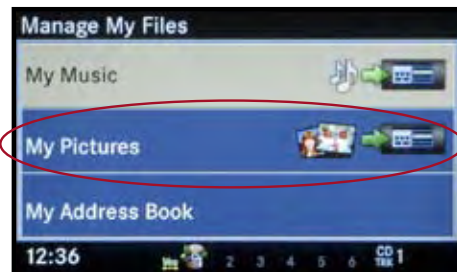 Manage My Files
My Music
My Pictures
My Address Book
12:36 2 3 4 5 6 CD TRK 1